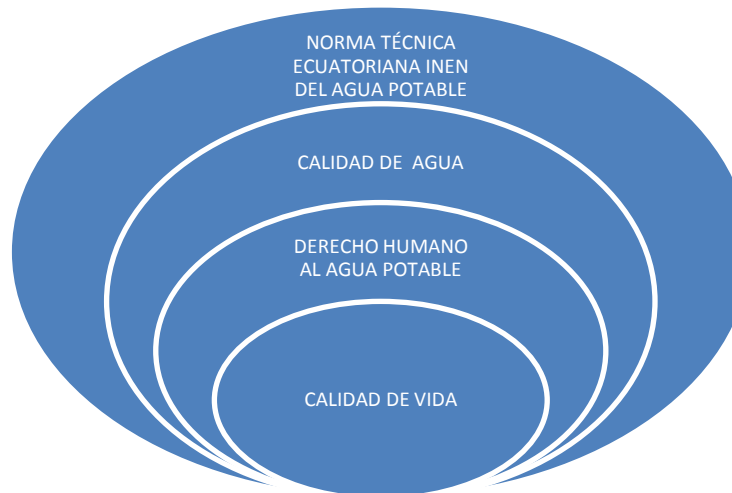 NORMA TÉCNICA
ECUATORIANA INEN
DEL AGUA POTABLE
CALIDAD DE AGUA
DERECHO HUMANO
AL AGUA POTABLE
CALIDAD DE VIDA